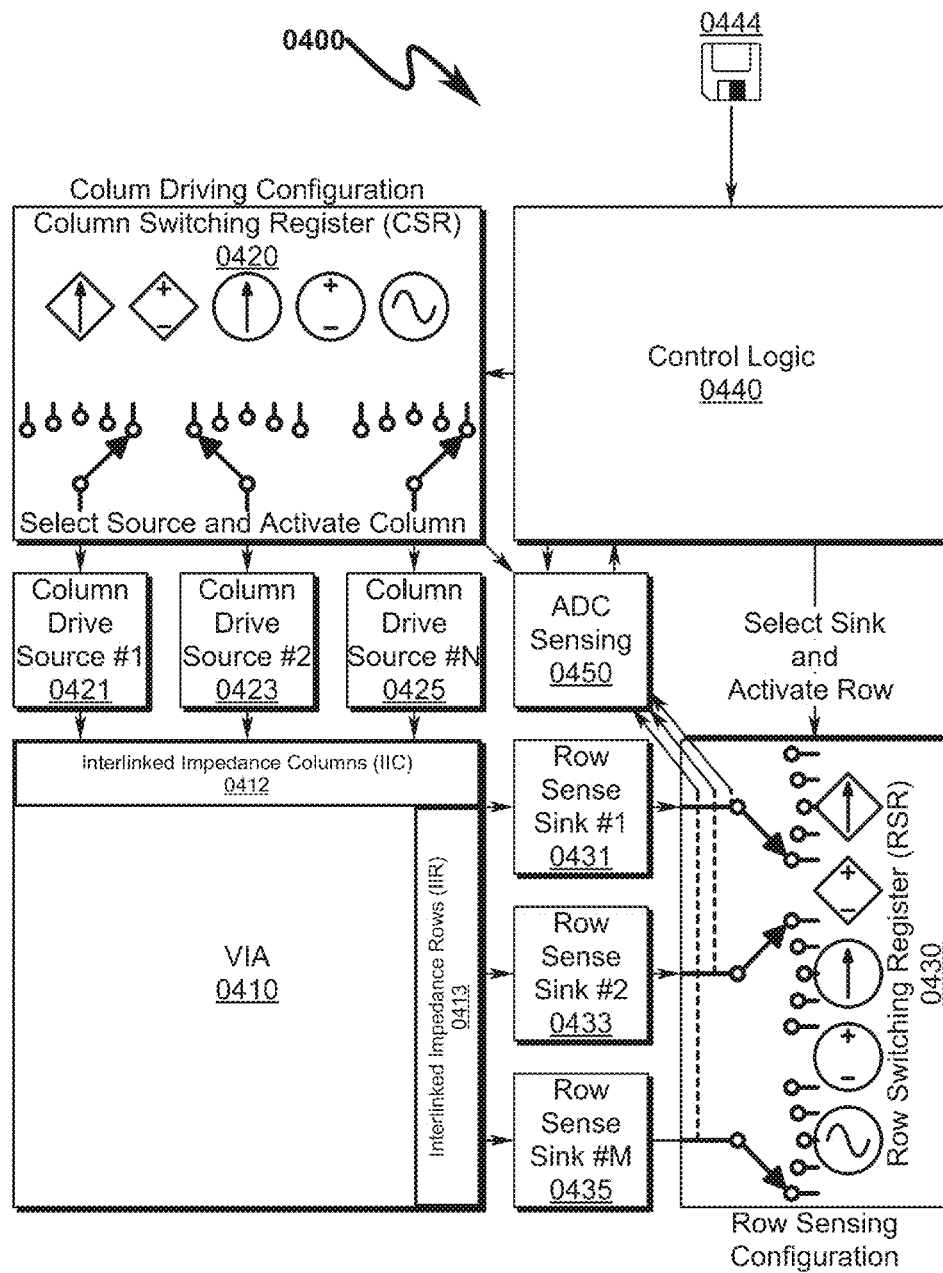 0400
0444
Colum Driving Configuration
Column Switching Register (CSR)
0420
+
−
+
−
Select Source and Activate Column
Control Logic
0440
Column
Drive
Source #1
0421
Column
Drive
Source #2
0423
Column
Drive
Source #N
0425
ADC
Sensing
0450
Select Sink
and
Activate Row
Interlinked Impedance Columns (IIC)
0412
Interlinked Impedance Rows (IIR)
0413
VIA
0410
Row
Sense
Sink #1
0431
Row
Sense
Sink #2
0433
Row
Sense
Sink #M
0435
+
−
+
−
Row Switching Register (RSR)
0430
Row Sensing
Configuration